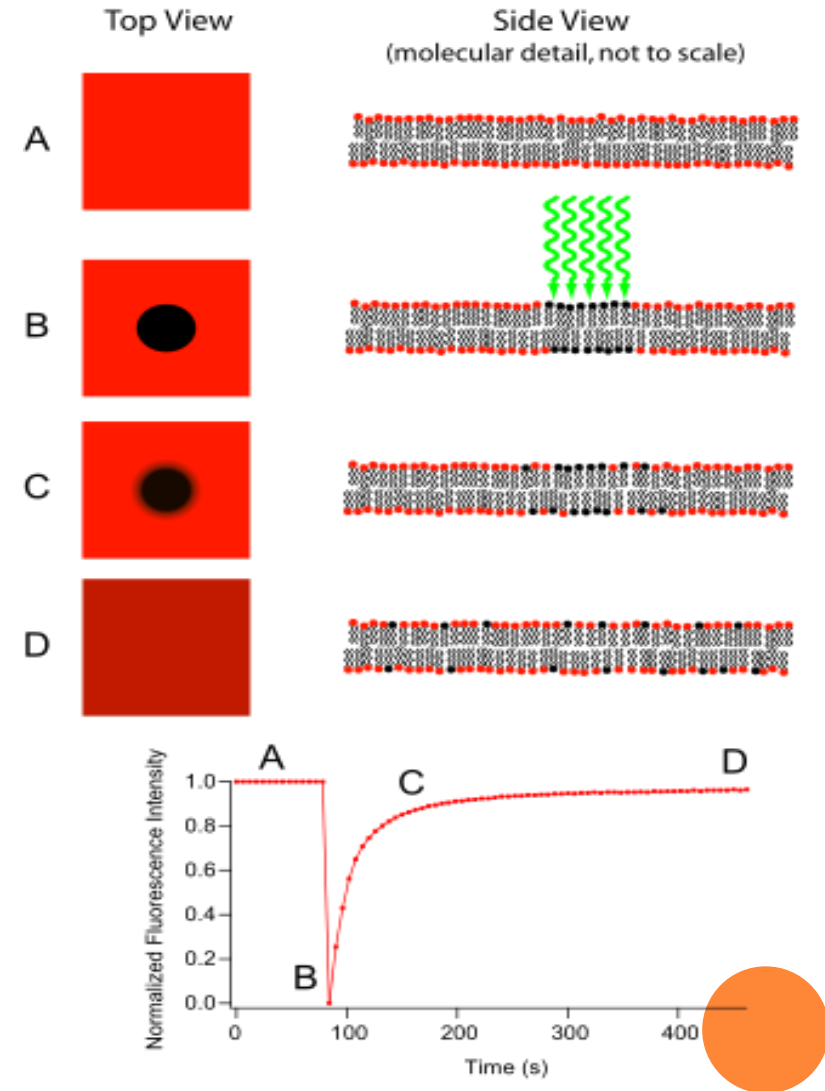 Top View
Side View
(molecular detail, not to scale)
A
B
C
D
Normalized Fluorescence Intensity
1.0
0.8
0.6
0.4
0.2
0.0
A
B
C
D
0 100 200 300 400
Time (s)